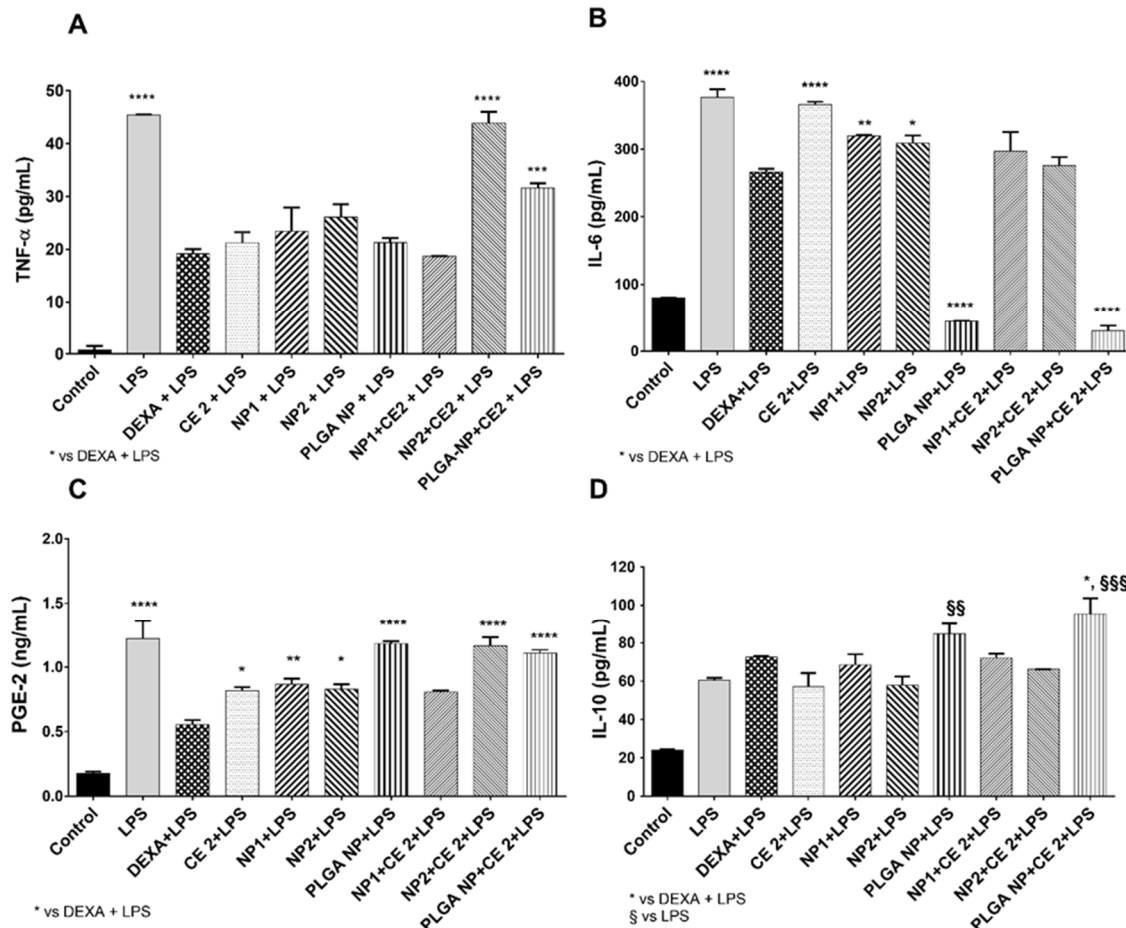 A
TNF-α (pg/mL)
50
40
30
20
10
0
****
****
***
Control
LPS
DEXA + LPS
CE 2 + LPS
NP1 + LPS
NP2 + LPS
PLGA NP + LPS
NP1+CE2 + LPS
NP2+CE2 + LPS
PLGA-NP+CE2 + LPS
* vs DEXA + LPS
B
IL-6 (pg/mL)
400
300
200
100
0
****
****
**
*
****
****
Control
LPS
DEXA+LPS
CE 2+LPS
NP1+LPS
NP2+LPS
PLGA NP+LPS
NP1+CE 2+LPS
NP2+CE 2+LPS
PLGA NP+CE 2+LPS
* vs DEXA + LPS
C
PGE-2 (ng/mL)
2.0
1.5
1.0
0.5
0.0
****
*
**
*
****
****
****
Control
LPS
DEXA+LPS
CE 2+LPS
NP1+LPS
NP2+LPS
PLGA NP+LPS
NP1+CE 2+LPS
NP2+CE 2+LPS
PLGA NP+CE 2+LPS
* vs DEXA + LPS
D
IL-10 (pg/mL)
120
100
80
60
40
20
0
§§
*, §§§
Control
LPS
DEXA+LPS
CE 2+LPS
NP1+LPS
NP2+LPS
PLGA NP+LPS
NP1+CE 2+LPS
NP2+CE 2+LPS
PLGA NP+CE 2+LPS
* vs DEXA + LPS
§ vs LPS